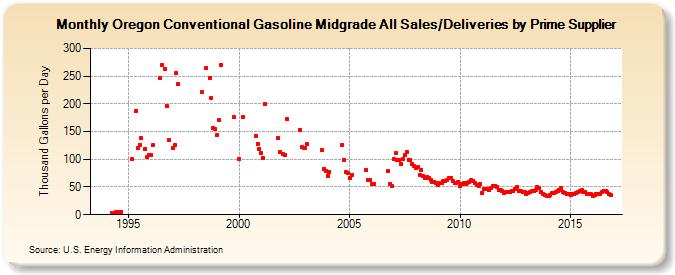 Monthly Oregon Conventional Gasoline Midgrade All Sales/Deliveries by Prime Supplier
Thousand Gallons per Day
300
250
200
150
100
50
0
1995 2000 2005 2010 2015
Source: U.S. Energy Information Administration